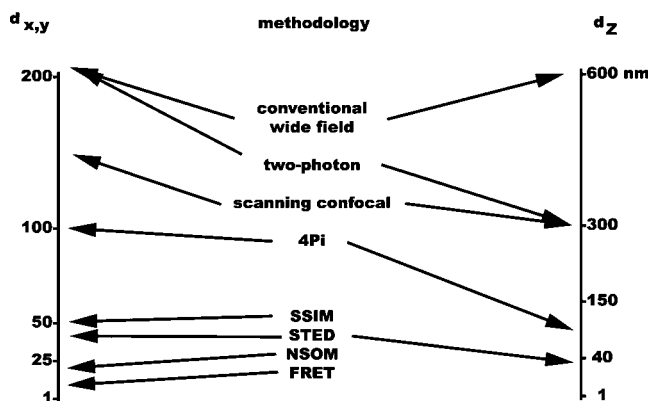 d x,y methodology d Z
200 600 nm
conventional
wide field
two-photon
scanning confocal
100 300
4Pi
150
SSIM
50
STED
40
NSOM
25
FRET
1 1